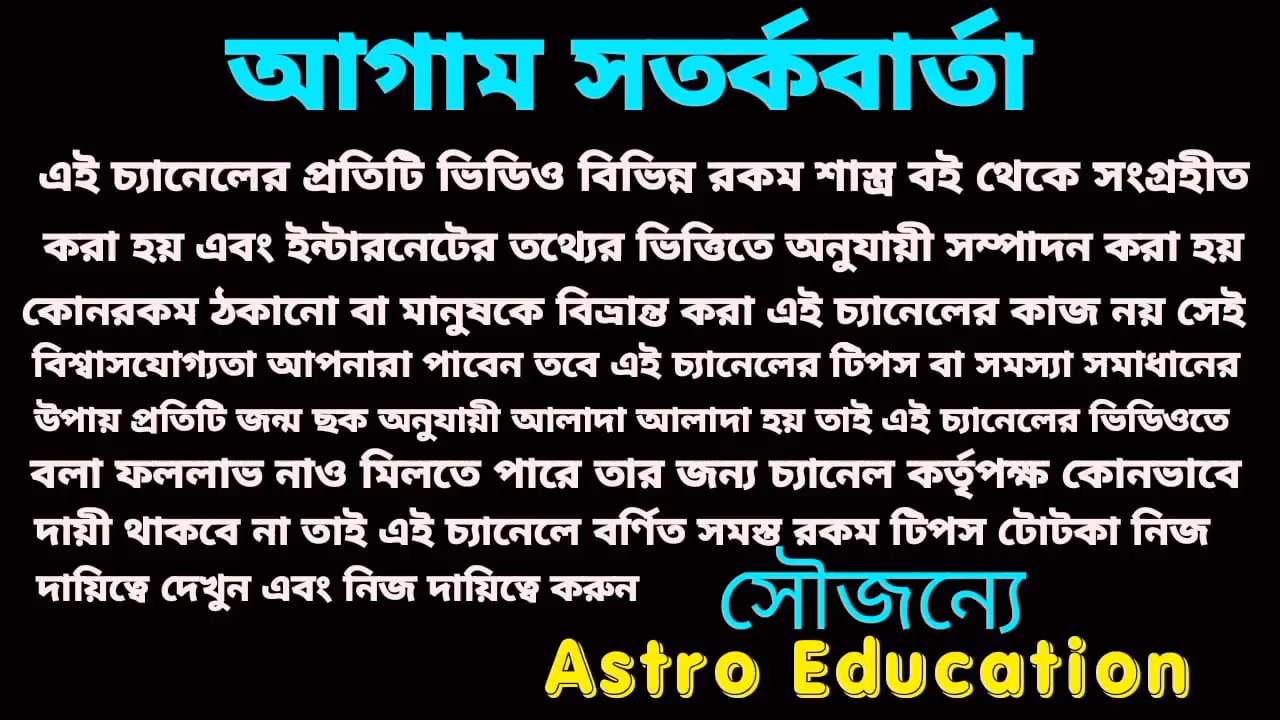 আগাম সতর্কবার্তা
এই চ্যানেলের প্রতিটি ভিডিও বিভিন্ন রকম শাস্ত্র বই থেকে সংগ্রহীত
করা হয় এবং ইন্টারনেটের তথ্যের ভিত্তিতে অনুযায়ী সম্পাদন করা হয়
কোনরকম ঠকানো বা মানুষকে বিভ্রান্ত করা এই চ্যানেলের কাজ নয় সেই
বিশ্বাসযোগ্যতা আপনারা পাবেন তবে এই চ্যানেলের টিপস বা সমস্যা সমাধানের
উপায় প্রতিটি জন্ম ছক অনুযায়ী আলাদা আলাদা হয় তাই এই চ্যানেলের ভিডিওতে
বলা ফললাভ নাও মিলতে পারে তার জন্য চ্যানেল কর্তৃপক্ষ কোনভাবে
দায়ী থাকবে না তাই এই চ্যানেলে বর্ণিত সমস্ত রকম টিপস টোটকা নিজ
দায়িত্বে দেখুন এবং নিজ দায়িত্বে করুন
সৌজন্যে
Astro Education